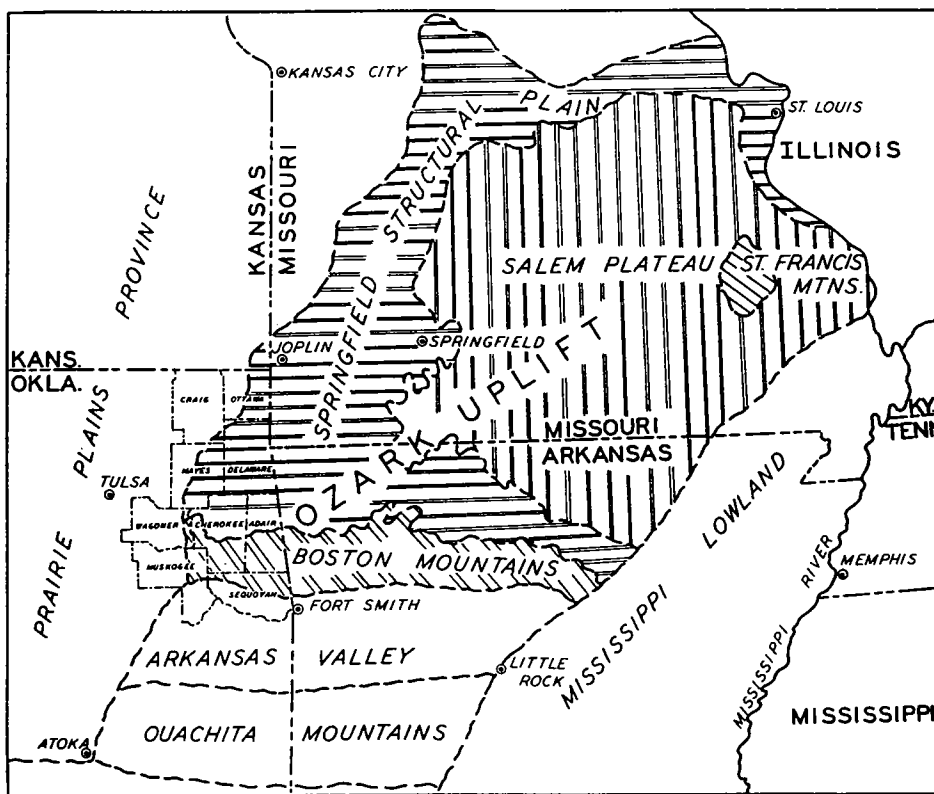 KANSAS CITY
ST. LOUIS
ILLINOIS
KANSAS
MISSOURI
SPRINGFIELD STRUCTURAL PLAIN
SALEM PLATEAU
ST. FRANCIS
MTNS.
PRAIRIE PLAINS PROVINCE
JOPLIN
SPRINGFIELD
OZARK UPLIFT
KANS.
OKLA.
CRAIG
OTTAWA
MISSOURI
ARKANSAS
KY.
TENN
MAYES
DELAWARE
TULSA
WAGONER
CHEROKEE
ADAIR
MUSKOGEE
SEQUOYAH
BOSTON MOUNTAINS
FORT SMITH
MISSISSIPPI LOWLAND
MEMPHIS
MISSISSIPPI RIVER
ARKANSAS VALLEY
LITTLE
ROCK
OUACHITA MOUNTAINS
MISSISSIPPI
ATOKA